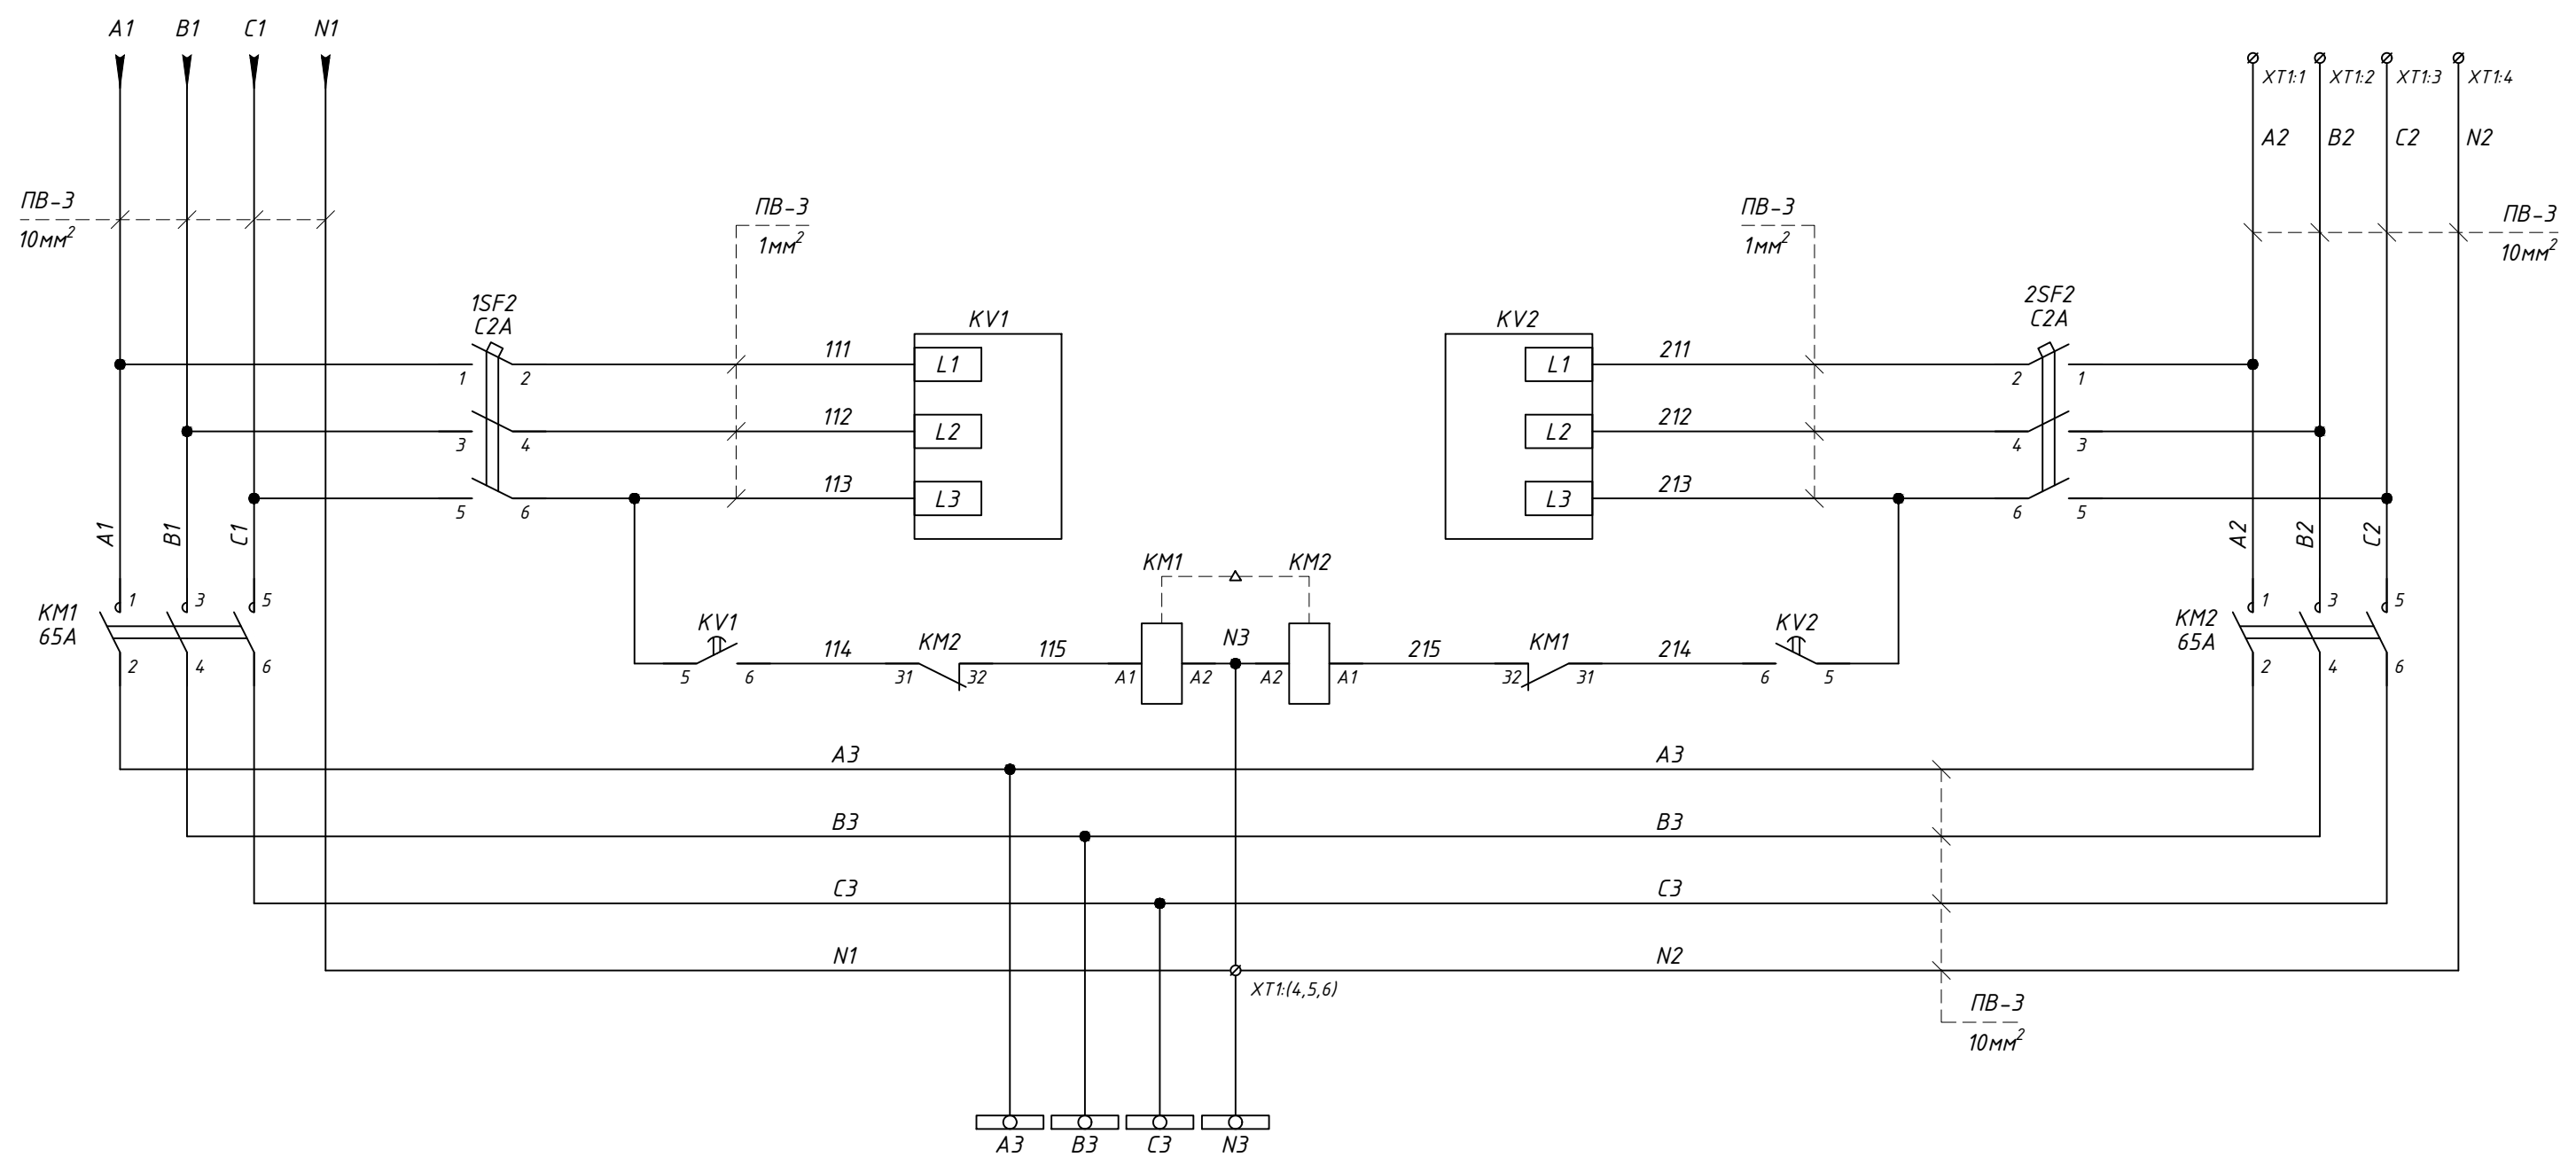 A1 B1 C1 N1
XT1:1 XT1:2 XT1:3 XT1:4
A2 B2 C2 N2
ПВ-3
10мм²
ПВ-3
1мм²
ПВ-3
1мм²
ПВ-3
10мм²
1SF2
C2A
KV1
KV2
2SF2
C2A
111
L1
L1
211
1 2
2 1
112
L2
L2
212
3 4
4 3
113
L3
L3
213
5 6
6 5
A1 B1 C1
A2 B2 C2
KM1 KM2
KM1
65A
1 3 5
2 4 6
KV1
5 6
114
KM2
31 32
115
A1 A2
N3
A2 A1
215
KM1
32 31
214
KV2
6 5
KM2
65A
1 3 5
2 4 6
A3 A3
B3 B3
C3 C3
N1 N2
XT1:(4,5,6)
ПВ-3
10мм²
A3 B3 C3 N3